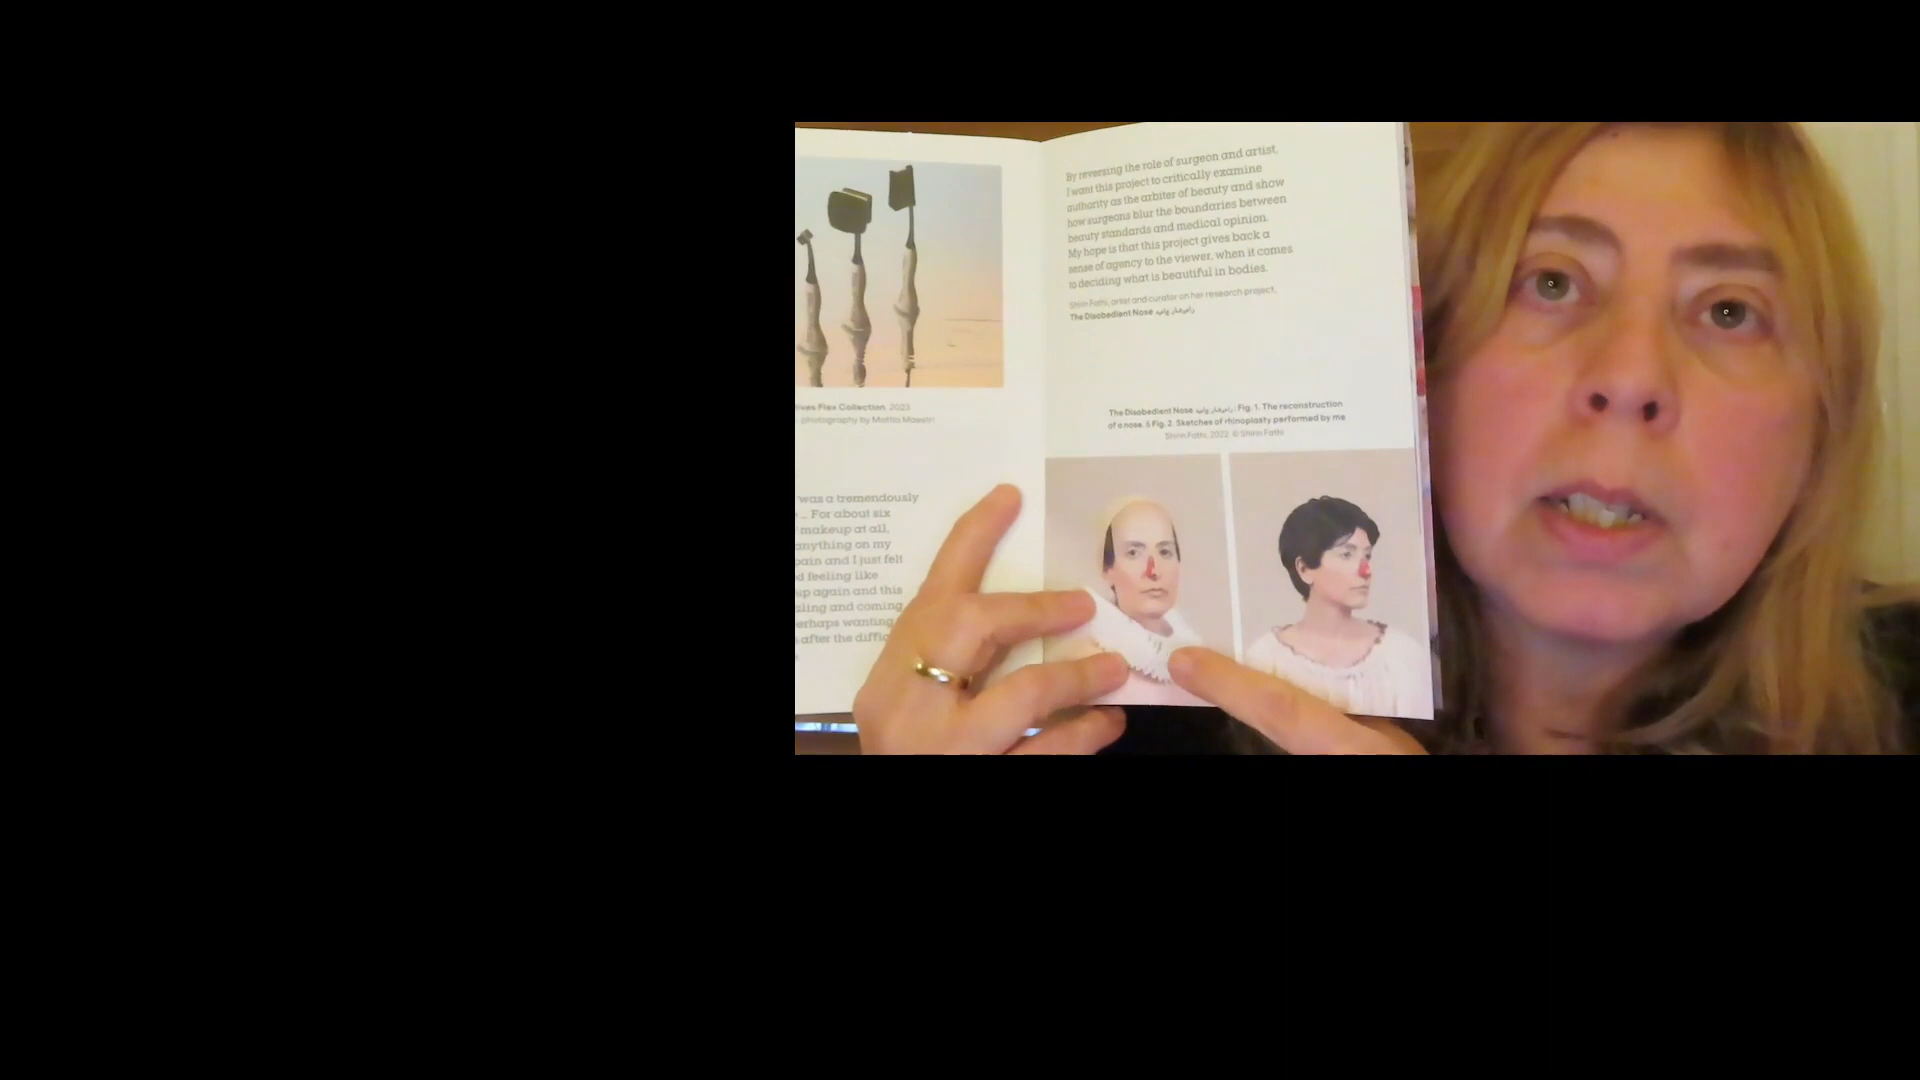 ives Flex Collection, 2023
photography by Mattia
was a tremendously
... For about six
makeup at all,
anything on my
pain and I just felt
d feeling like
up again and this
aling and coming
erhaps wanting
after the diffic
By reversing the role of surgeon and artist,
I want this project to critically examine
authority as the arbiter of beauty and show
how surgeons blur the boundaries between
beauty standards and medical opinion.
My hope is that this project gives back a
sense of agency to the viewer, when it comes
to deciding what is beautiful in bodies.
Shirin Fathi, artist and curator on her research project,
The Disobedient Nose
The Disobedient Nose Fig. 1. The reconstruction
of a nose. & Fig. 2. Sketches of rhinoplasty performed by me
Shirin Fathi, 2022. © Shirin Fathi